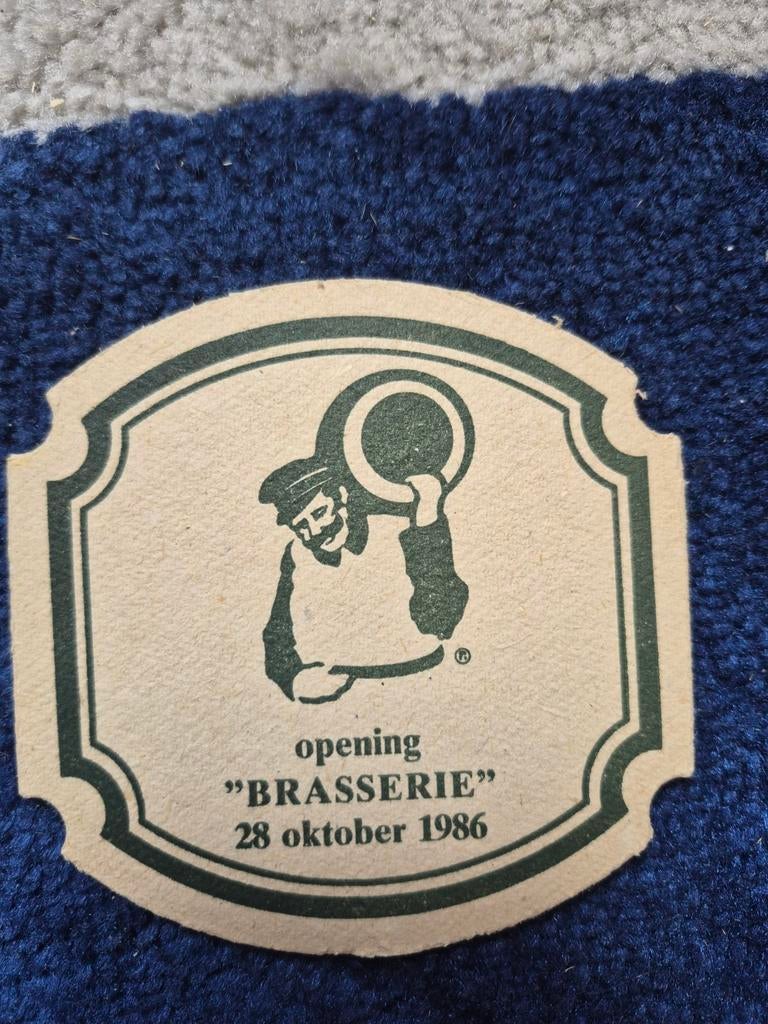 ®
opening
”BRASSERIE”
28 oktober 1986